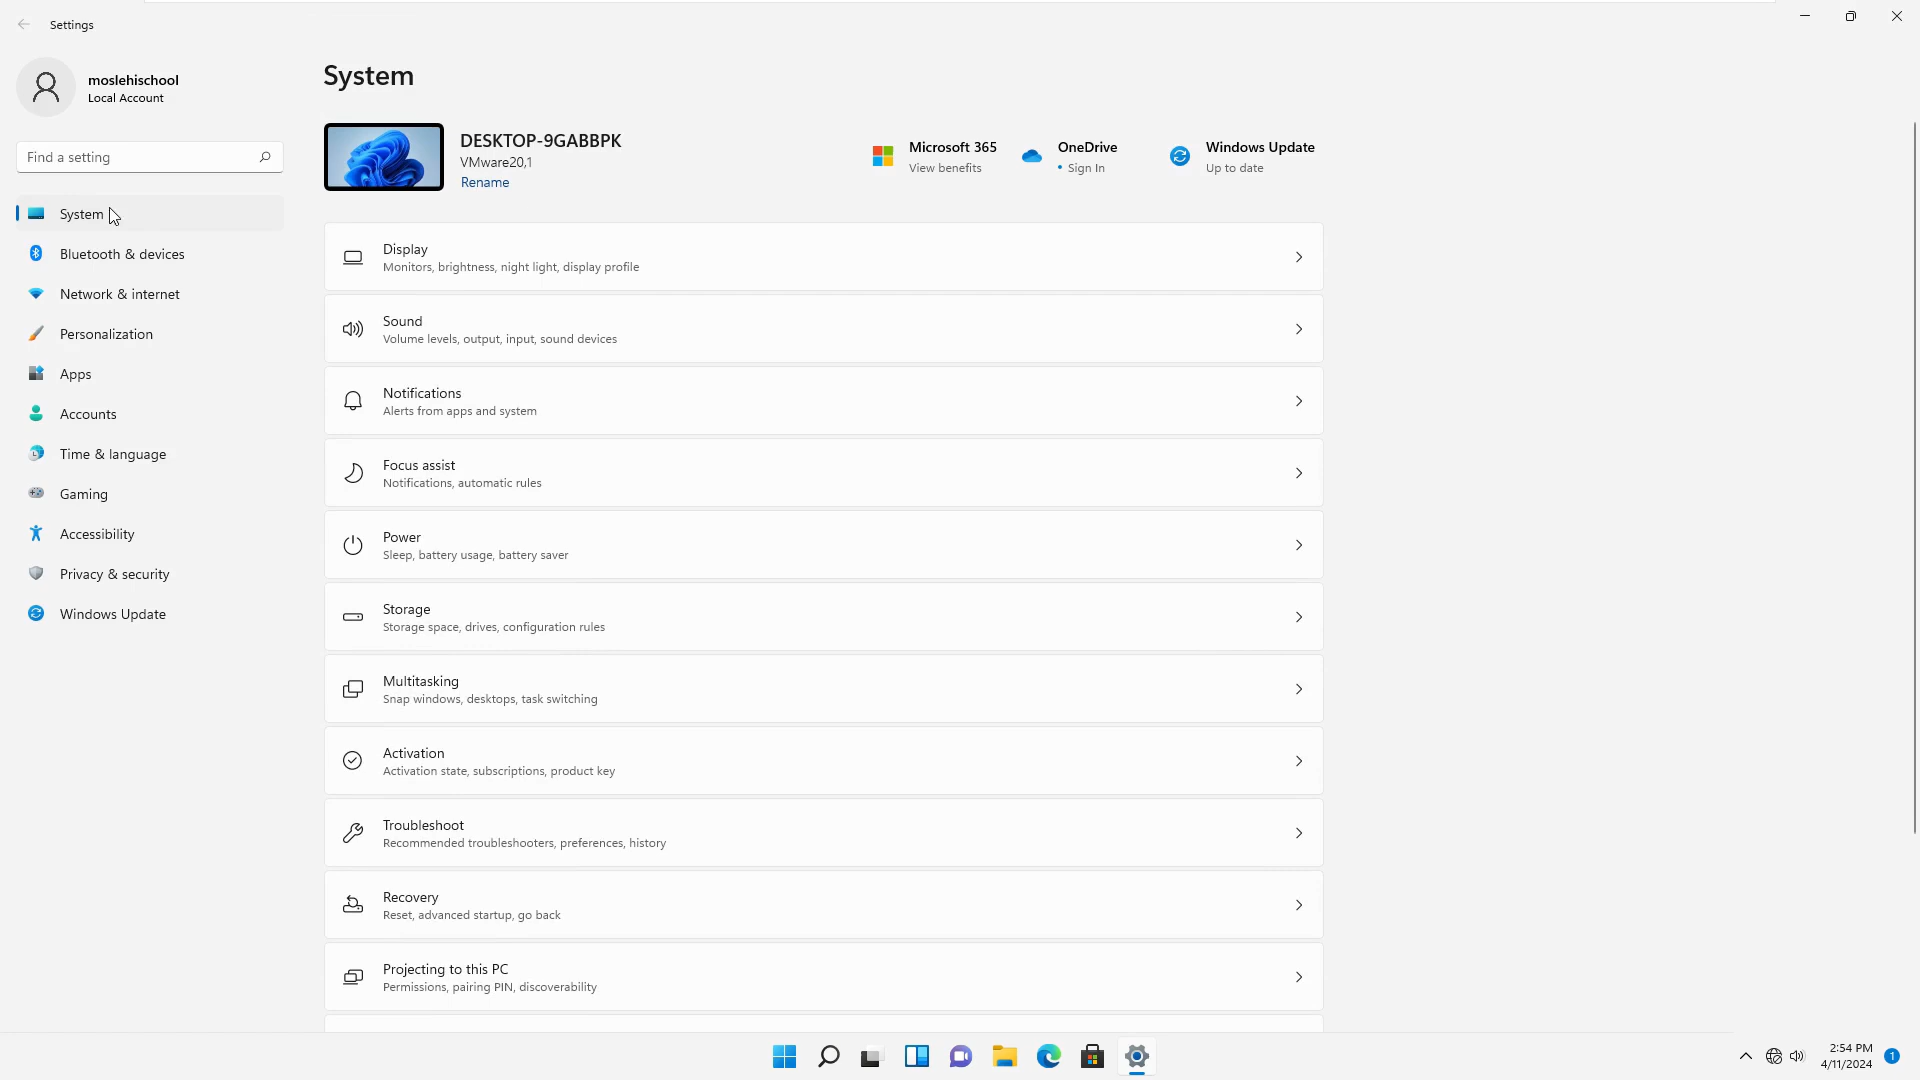 Settings
moslehischool
Local Account
Find a setting
System
Bluetooth & devices
Network & internet
Personalization
Apps
Accounts
Time & language
Gaming
Accessibility
Privacy & security
Windows Update
System
DESKTOP-9GABBPK
VMware20,1
Rename
Microsoft 365
View benefits
OneDrive
• Sign In
Windows Update
Up to date
Display
Monitors, brightness, night light, display profile
Sound
Volume levels, output, input, sound devices
Notifications
Alerts from apps and system
Focus assist
Notifications, automatic rules
Power
Sleep, battery usage, battery saver
Storage
Storage space, drives, configuration rules
Multitasking
Snap windows, desktops, task switching
Activation
Activation state, subscriptions, product key
Troubleshoot
Recommended troubleshooters, preferences, history
Recovery
Reset, advanced startup, go back
Projecting to this PC
Permissions, pairing PIN, discoverability
2:54 PM
4/11/2024
1